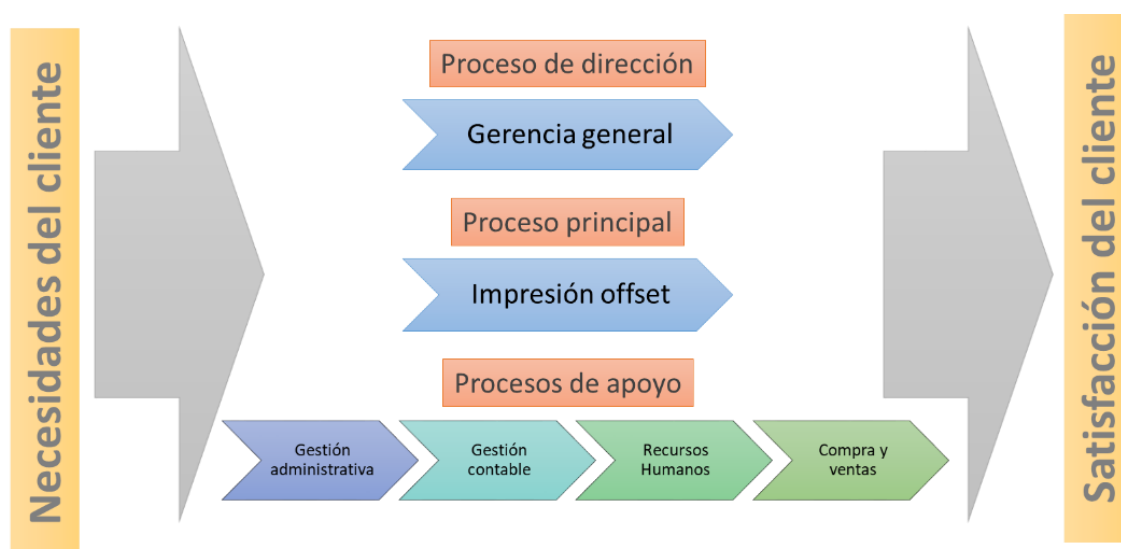 Necesidades del cliente
Proceso de dirección
Gerencia general
Proceso principal
Impresión offset
Procesos de apoyo
Gestión
administrativa
Gestión
contable
Recursos
Humanos
Compra y
ventas
Satisfacción del cliente